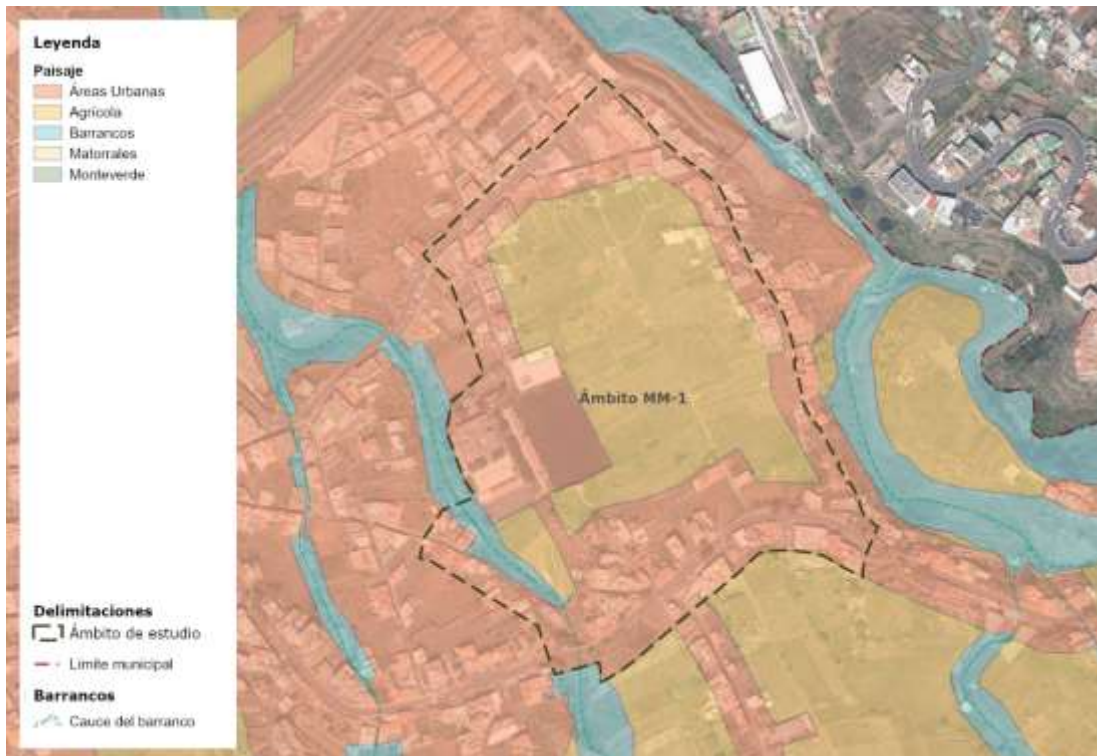 Leyenda
Paisaje
Áreas Urbanas
Agrícola
Barrancos
Matorrales
Monteverde
Ámbito MM-1
Delimitaciones
Ámbito de estudio
Limite municipal
Barrancos
Cauce del barranco